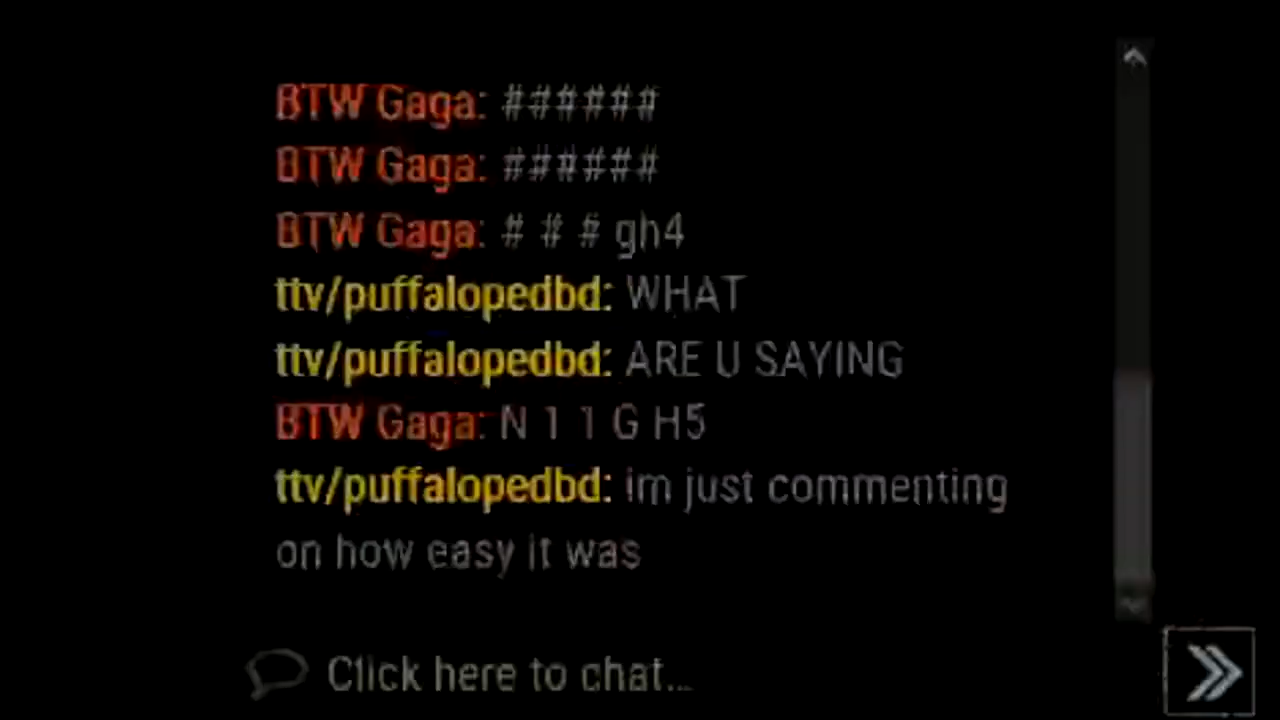 BTW Gaga: ######
BTW Gaga: ######
BTW Gaga: # # # gh4
ttv/puffalopedbd: WHAT
ttv/puffalopedbd: ARE U SAYING
BTW Gaga: N 1 1 G H5
ttv/puffalopedbd: im just commenting
on how easy it was
Click here to chat...